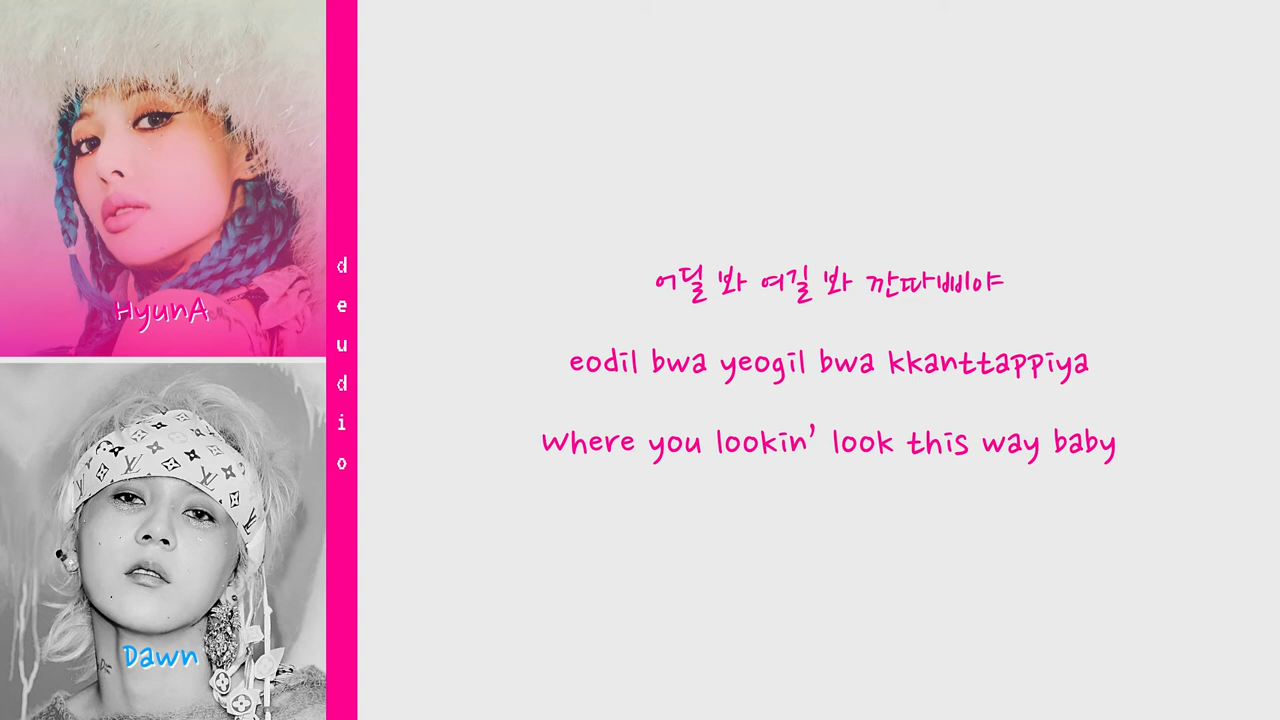 HyunA
Dawn
deudio
어딜 봐 여길 봐 깐따삐야
eodil bwa yeogil bwa kkanttappiya
where you lookin' look this way baby